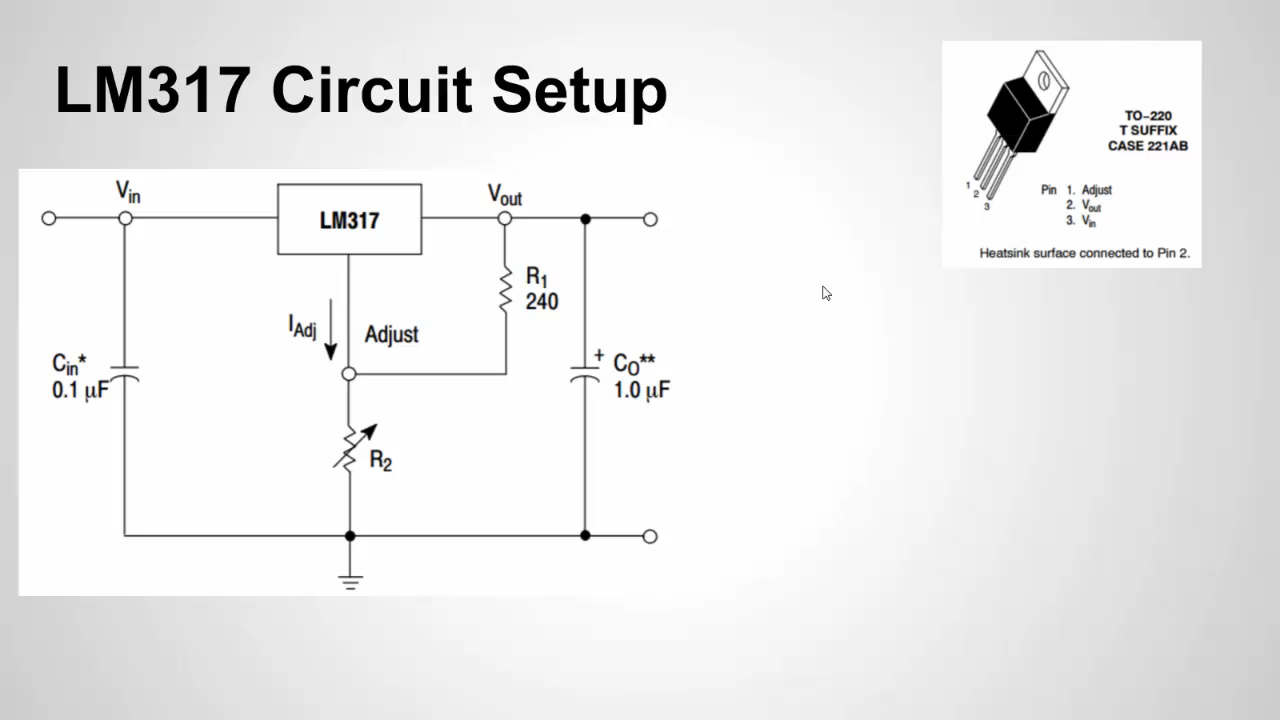 LM317 Circuit Setup
TO-220
T SUFFIX
CASE 221AB
1
2
3
Pin 1. Adjust
2. Vout
3. Vin
Heatsink surface connected to Pin 2.
Vin
LM317
Vout
R1
240
IAdj
Adjust
Cin*
0.1 µF
+
CO**
1.0 µF
R2